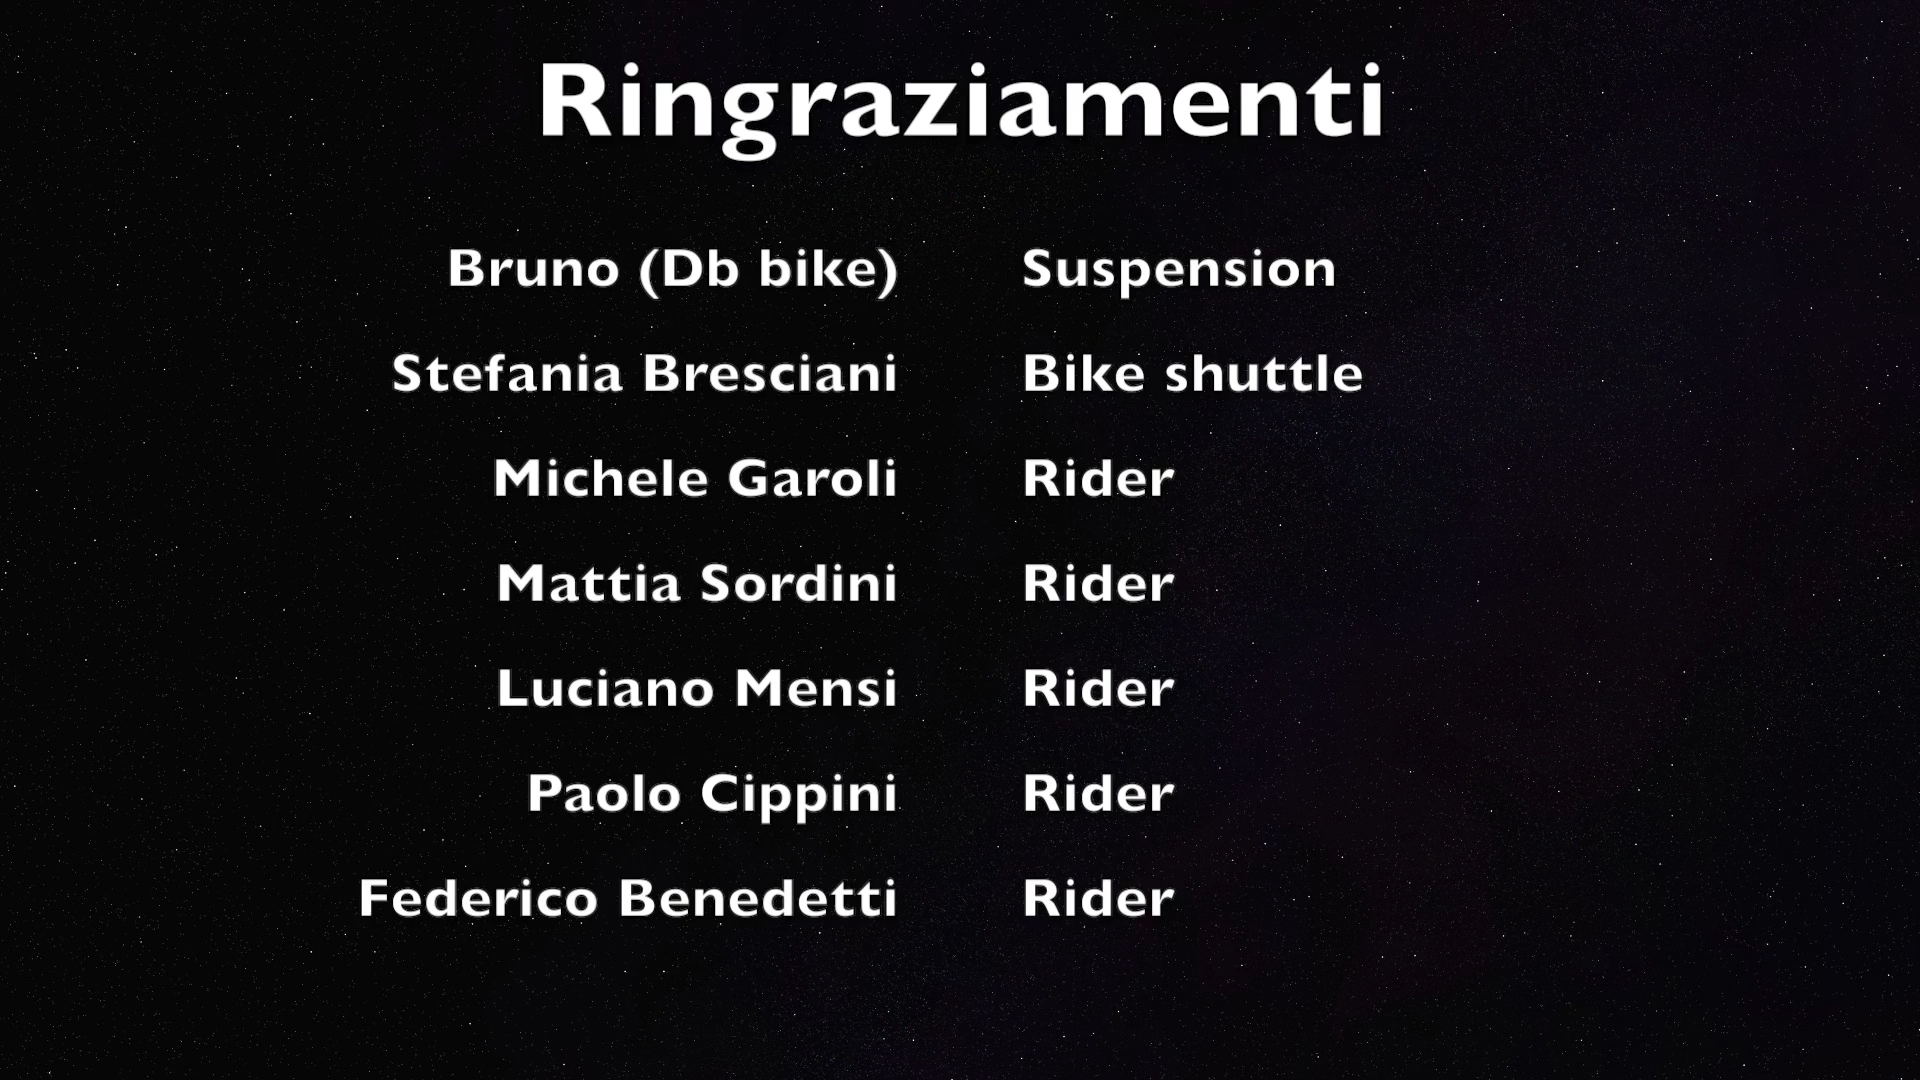 Ringraziamenti
Bruno (Db bike) Suspension
Stefania Bresciani Bike shuttle
Michele Garoli Rider
Mattia Sordini Rider
Luciano Mensi Rider
Paolo Cippini Rider
Federico Benedetti Rider